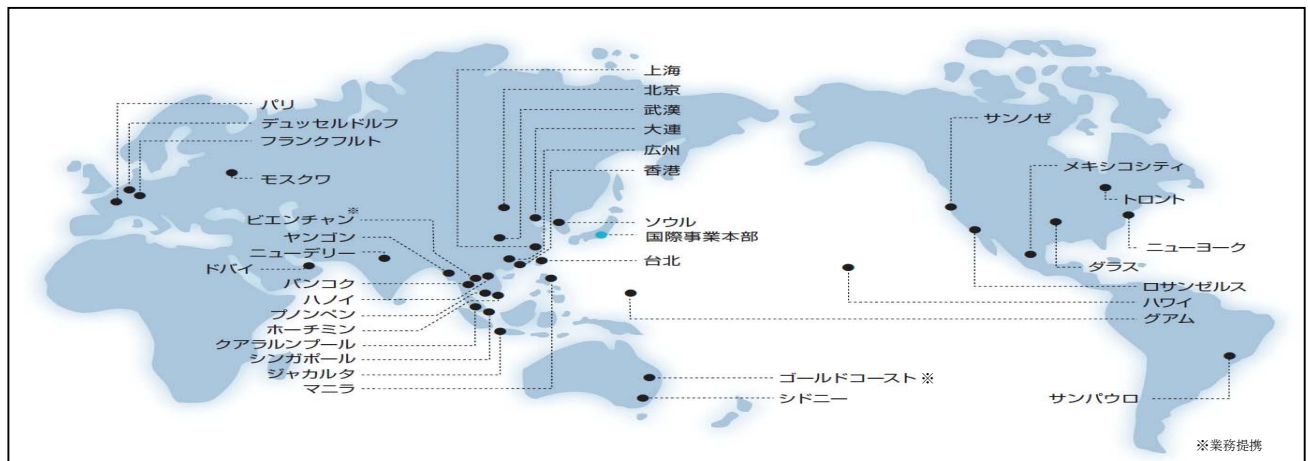 パリ
デュッセルドルフ
フランクフルト
モスクワ
ビエンチャン※
ヤンゴン
ニューデリー
ドバイ
バンコク
ハノイ
プノンペン
ホーチミン
クアラルンプール
シンガポール
ジャカルタ
マニラ
上海
北京
武漢
大連
広州
香港
ソウル
国際事業本部
台北
サンノゼ
メキシコシティ
トロント
ニューヨーク
ダラス
ロサンゼルス
ハワイ
グアム
ゴールドコースト※
シドニー
サンパウロ
※業務提携